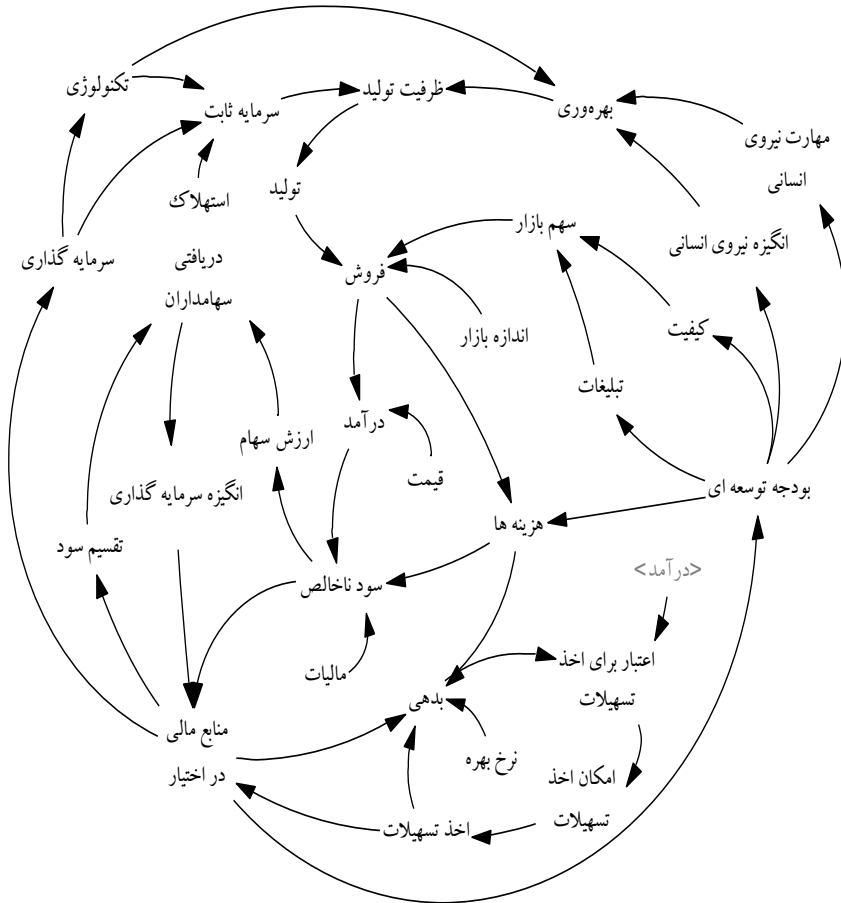 تکنولوژی
ظرفیت تولید
سرمایه ثابت
بهره‌وری
مهارت نیروی
انسانی
تولید
استهلاک
سهم بازار
انگیزه نیروی انسانی
سرمایه گذاری
دریافتی
سهامداران
فروش
کیفیت
اندازه بازار
تبلیغات
درآمد
ارزش سهام
قیمت
انگیزه سرمایه گذاری
بودجه توسعه ای
هزینه ها
تقسیم سود
<درآمد>
سود ناخالص
اعتبار برای اخذ
تسهیلات
مالیات
بدهی
منابع مالی
در اختیار
نرخ بهره
امکان اخذ
تسهیلات
اخذ تسهیلات